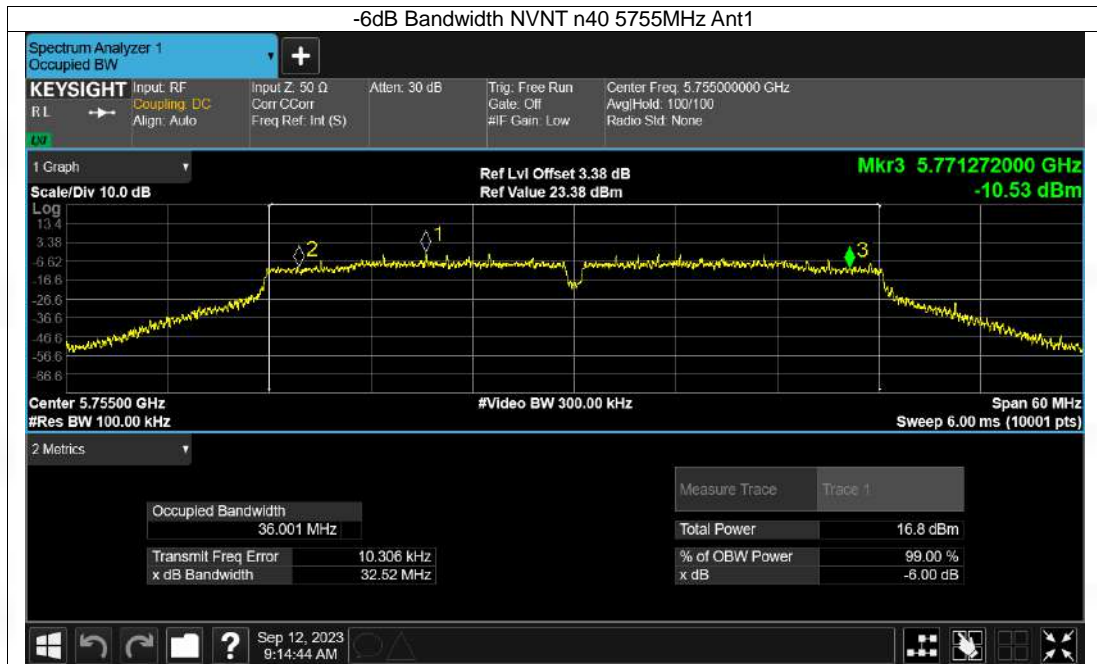 -6dB Bandwidth NVNT n40 5755MHz Ant1
Spectrum Analyzer 1
Occupied BW
+
KEYSIGHT
R L
LXI
Input: RF
Coupling: DC
Align: Auto
Input Z: 50 Ω
Corr CCorr
Freq Ref: Int (S)
Atten: 30 dB
Trig: Free Run
Gate: Off
#IF Gain: Low
Center Freq: 5.755000000 GHz
Avg|Hold: 100/100
Radio Std: None
1 Graph
Scale/Div 10.0 dB
Ref Lvl Offset 3.38 dB
Ref Value 23.38 dBm
Mkr3 5.771272000 GHz
-10.53 dBm
Log
13.4
3.38
-6.62
-16.6
-26.6
-36.6
-46.6
-56.6
-66.6
2
1
3
Center 5.75500 GHz
#Res BW 100.00 kHz
#Video BW 300.00 kHz
Span 60 MHz
Sweep 6.00 ms (10001 pts)
2 Metrics
Measure Trace Trace 1
Occupied Bandwidth
36.001 MHz
Total Power 16.8 dBm
Transmit Freq Error 10.306 kHz
% of OBW Power 99.00 %
x dB Bandwidth 32.52 MHz
x dB -6.00 dB
?
Sep 12, 2023
9:14:44 AM